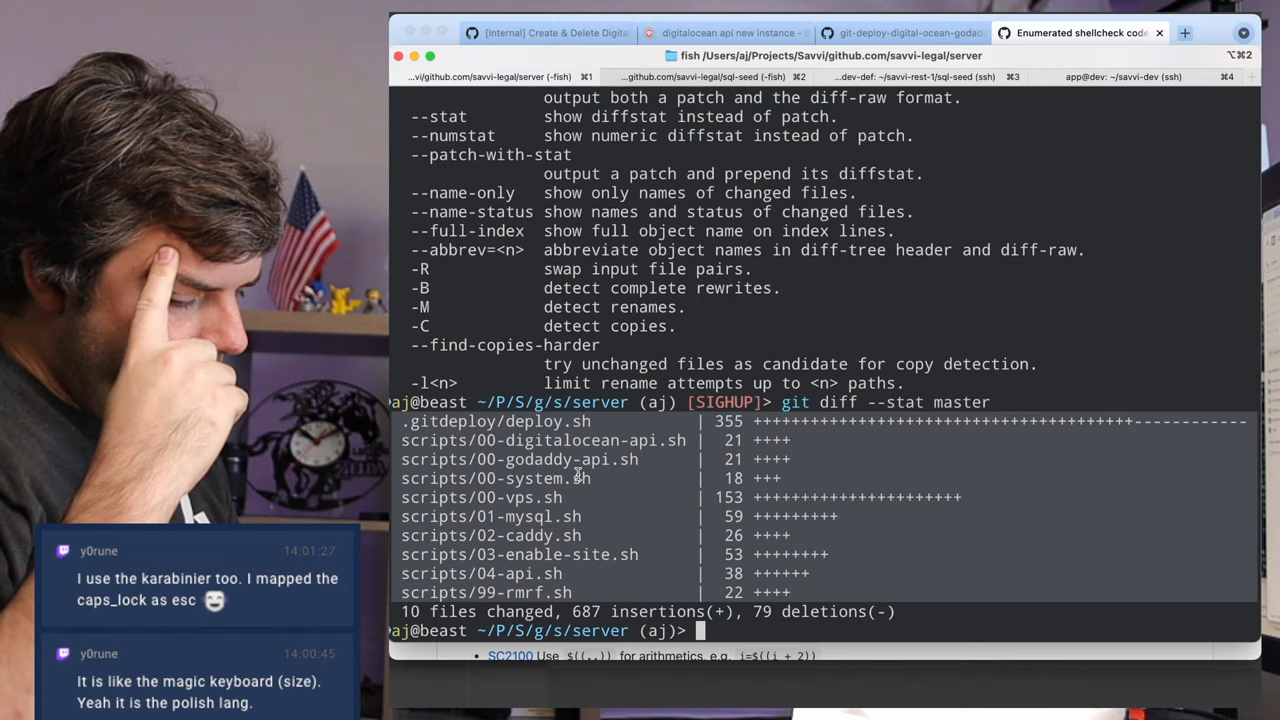 [Internal] Create & Delete Digital
digitalocean api new instance - B
git-deploy-digital-ocean-godadd
Enumerated shellcheck code
fish /Users/aj/Projects/Savvi/github.com/savvi-legal/server
⌥⌘2
...vi/github.com/savvi-legal/server (-fish) ⌘1
...github.com/savvi-legal/sql-seed (-fish) ⌘2
...dev-def: ~/savvi-rest-1/sql-seed (ssh) ⌘3
app@dev: ~/savvi-dev (ssh) ⌘4
output both a patch and the diff-raw format.
--stat show diffstat instead of patch.
--numstat show numeric diffstat instead of patch.
--patch-with-stat
output a patch and prepend its diffstat.
--name-only show only names of changed files.
--name-status show names and status of changed files.
--full-index show full object name on index lines.
--abbrev=<n> abbreviate object names in diff-tree header and diff-raw.
-R swap input file pairs.
-B detect complete rewrites.
-M detect renames.
-C detect copies.
--find-copies-harder
try unchanged files as candidate for copy detection.
-l<n> limit rename attempts up to <n> paths.
aj@beast ~/P/S/g/s/server (aj) [SIGHUP]> git diff --stat master
.gitdeploy/deploy.sh | 355 ++++++++++++++++++++++++++++++++++++++++------------
scripts/00-digitalocean-api.sh | 21 ++++
scripts/00-godaddy-api.sh | 21 ++++
scripts/00-system.sh | 18 +++
scripts/00-vps.sh | 153 ++++++++++++++++++++++
scripts/01-mysql.sh | 59 +++++++++
scripts/02-caddy.sh | 26 ++++
scripts/03-enable-site.sh | 53 ++++++++
scripts/04-api.sh | 38 ++++++
scripts/99-rmrf.sh | 22 ++++
10 files changed, 687 insertions(+), 79 deletions(-)
aj@beast ~/P/S/g/s/server (aj)>
SC2100 Use $((..)) for arithmetics, e.g. i=$((i + 2))
y0rune 14:01:27
I use the karabinier too. I mapped the
caps_lock as esc
y0rune 14:00:45
It is like the magic keyboard (size).
Yeah it is the polish lang.